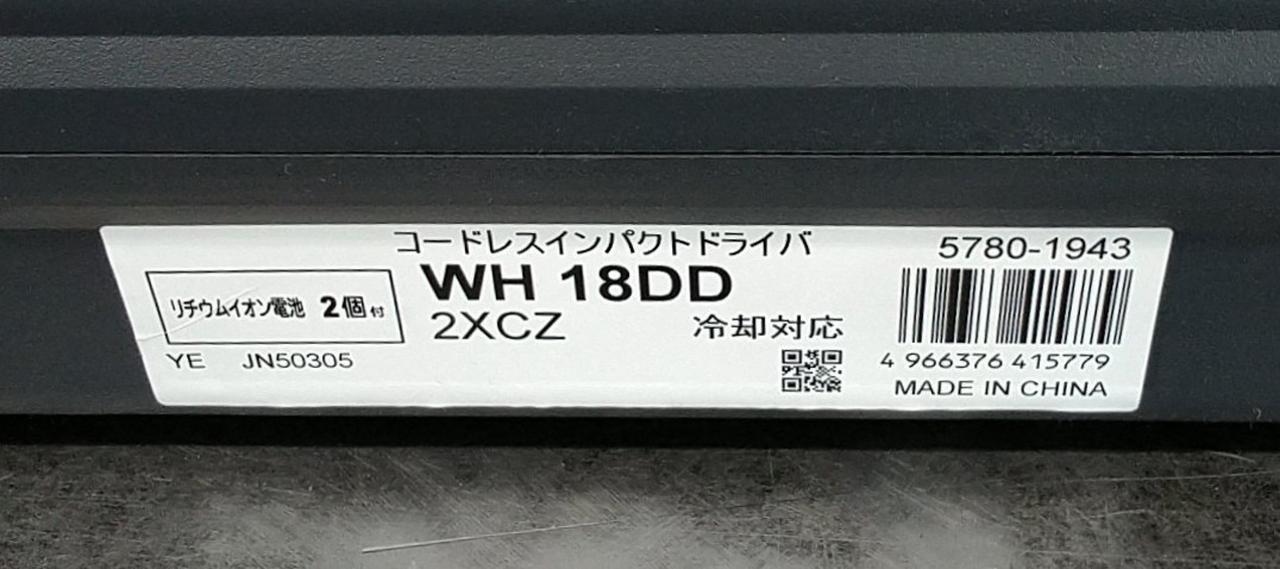 コードレスインパクトドライバ
5780-1943
WH 18DD
リチウムイオン電池 2個付
2XCZ
冷却対応
YE JN50305
4 966376 415779
MADE IN CHINA